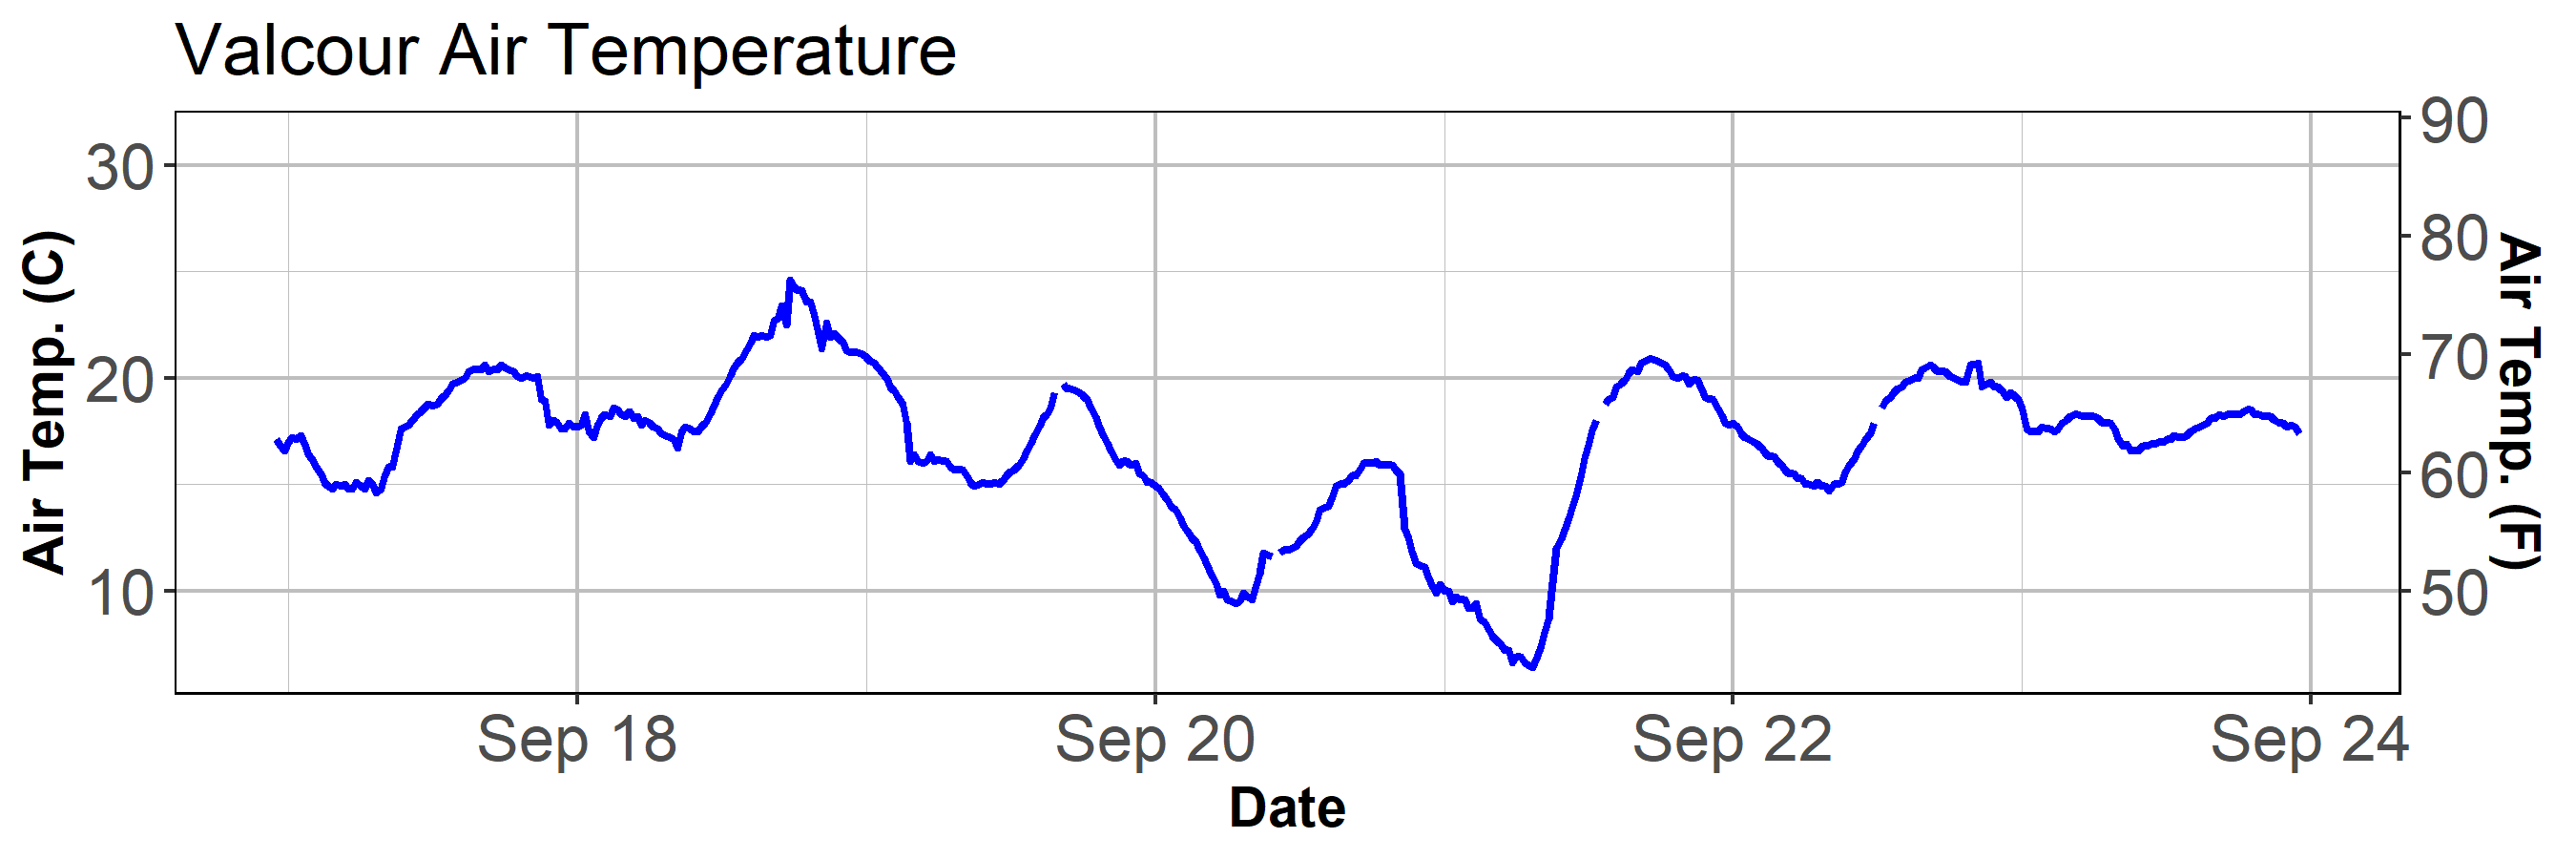 Valcour Air Temperature
Air Temp. (C)
30
20
10
90
80
70
60
50
Air Temp. (F)
Sep 18
Sep 20
Sep 22
Sep 24
Date